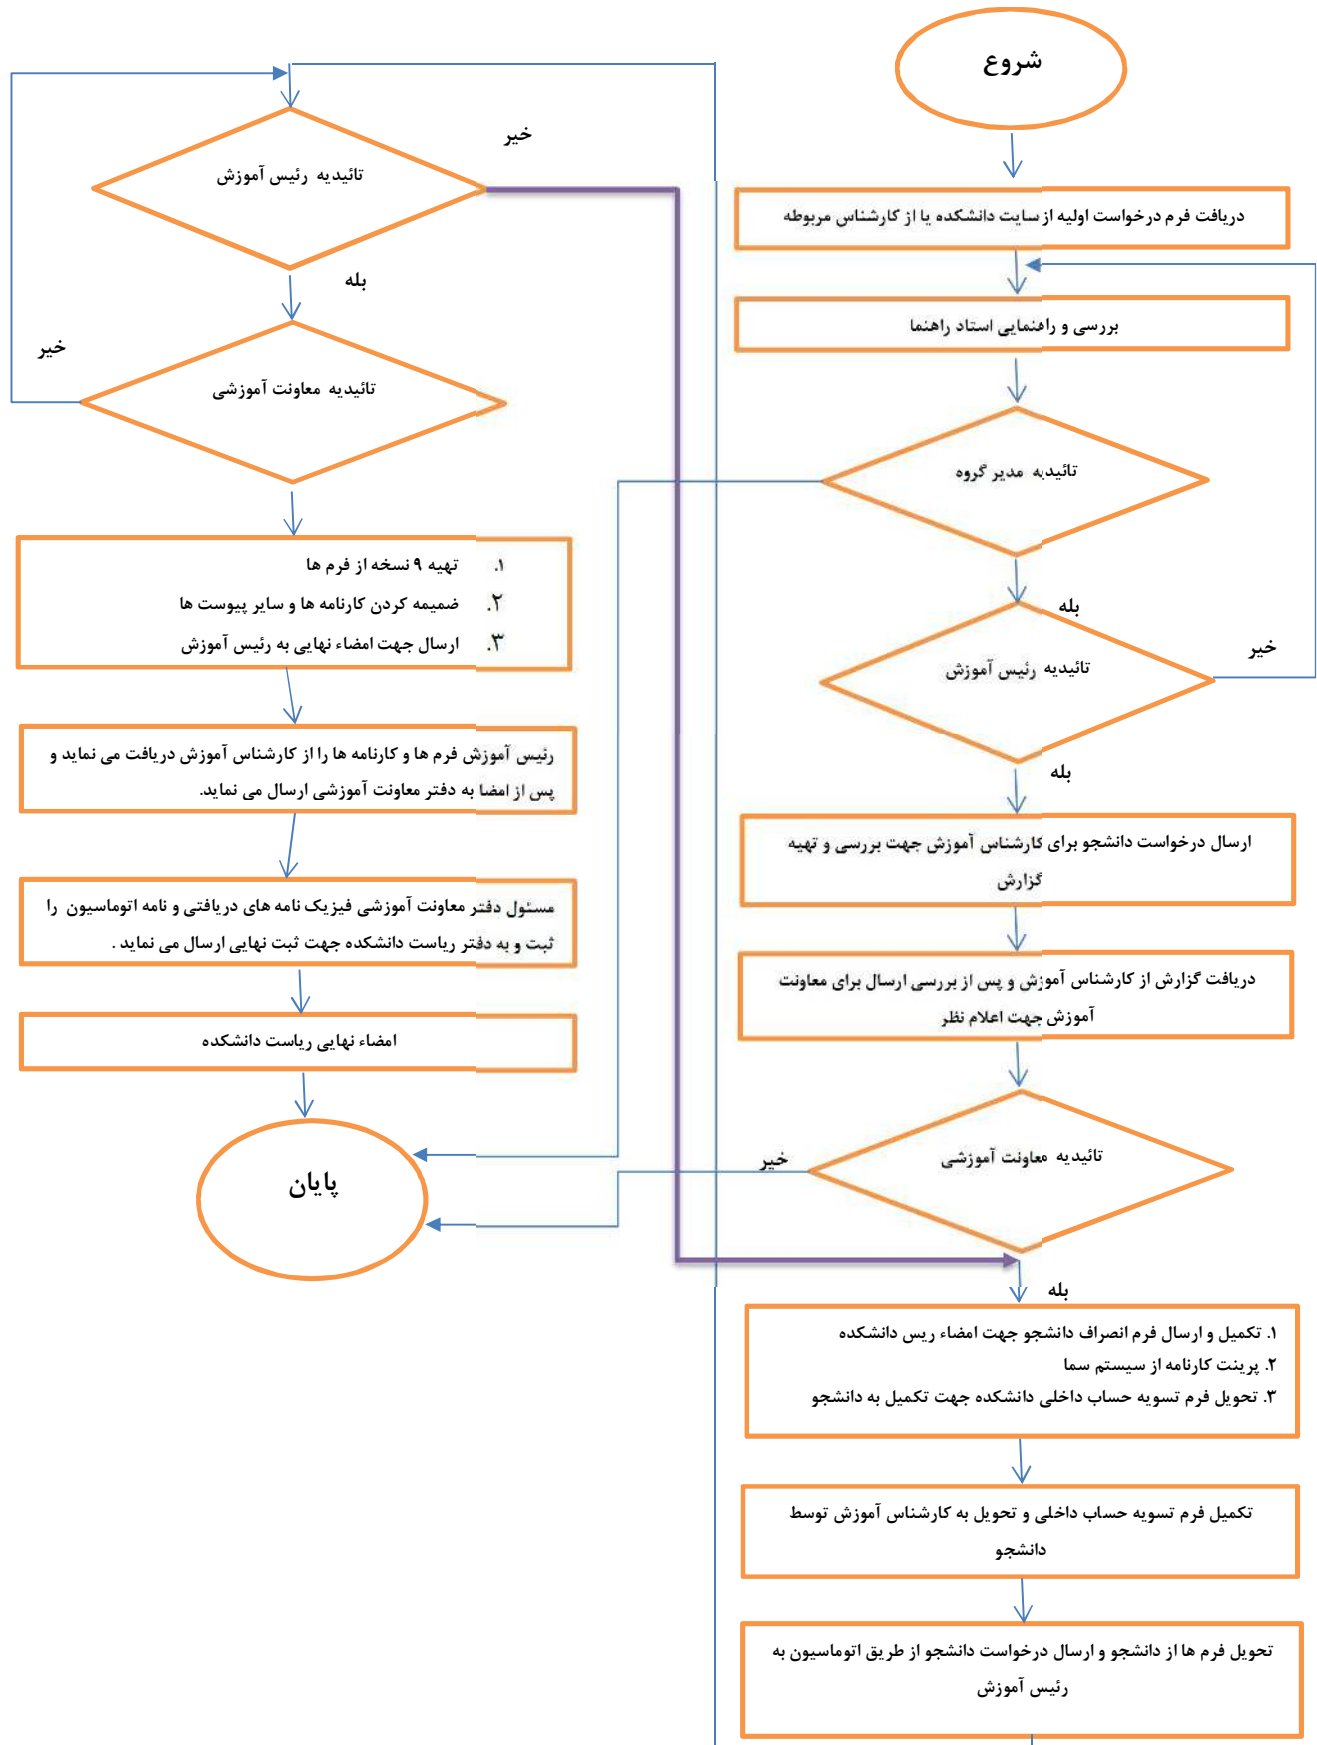 شروع
دریافت فرم درخواست اولیه از سایت دانشکده یا از کارشناس مربوطه
بررسی و راهنمایی استاد راهنما
تائیدیه مدیر گروه
بله
تائیدیه رئیس آموزش
خیر
بله
ارسال درخواست دانشجو برای کارشناس آموزش جهت بررسی و تهیه
گزارش
دریافت گزارش از کارشناس آموزش و پس از بررسی ارسال برای معاونت
آموزش جهت اعلام نظر
تائیدیه معاونت آموزشی
خیر
بله
۱. تکمیل و ارسال فرم انصراف دانشجو جهت امضاء ریس دانشکده
۲. پرینت کارنامه از سیستم سما
۳. تحویل فرم تسویه حساب داخلی دانشکده جهت تکمیل به دانشجو
تکمیل فرم تسویه حساب داخلی و تحویل به کارشناس آموزش توسط
دانشجو
تحویل فرم ها از دانشجو و ارسال درخواست دانشجو از طریق اتوماسیون به
رئیس آموزش
تائیدیه رئیس آموزش
خیر
بله
تائیدیه معاونت آموزشی
خیر
۱. تهیه ۹ نسخه از فرم ها
۲. ضمیمه کردن کارنامه ها و سایر پیوست ها
۳. ارسال جهت امضاء نهایی به رئیس آموزش
رئیس آموزش فرم ها و کارنامه ها را از کارشناس آموزش دریافت می نماید و
پس از امضا به دفتر معاونت آموزشی ارسال می نماید.
مسئول دفتر معاونت آموزشی فیزیک نامه های دریافتی و نامه اتوماسیون را
ثبت و به دفتر ریاست دانشکده جهت ثبت نهایی ارسال می نماید .
امضاء نهایی ریاست دانشکده
پایان